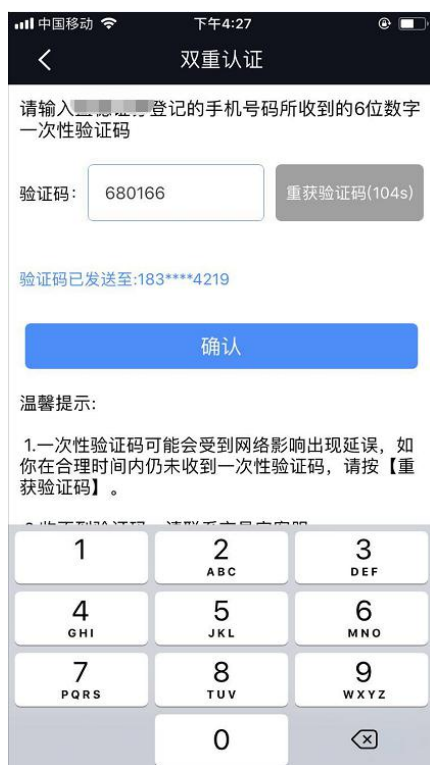 中国移动 下午4:27
双重认证
请输入登记的手机号码所收到的6位数字
一次性验证码
验证码: 680166 重获验证码(104s)
验证码已发送至:183****4219
确认
温馨提示:
1.一次性验证码可能会受到网络影响出现延误，如
你在合理时间内仍未收到一次性验证码，请按【重
获验证码】。
1
2
ABC
3
DEF
4
GHI
5
JKL
6
MNO
7
PQRS
8
TUV
9
WXYZ
0